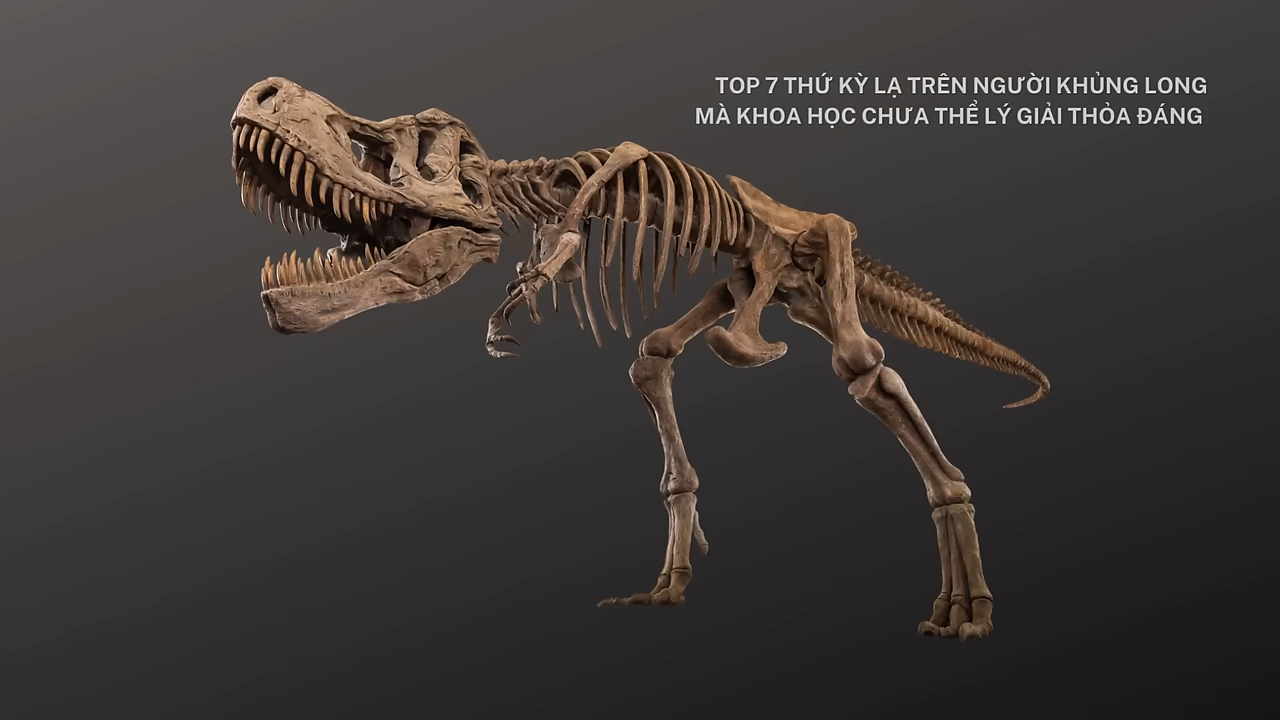 TOP 7 THỨ KỲ LẠ TRÊN NGƯỜI KHỦNG LONG
MÀ KHOA HỌC CHƯA THỂ LÝ GIẢI THỎA ĐÁNG